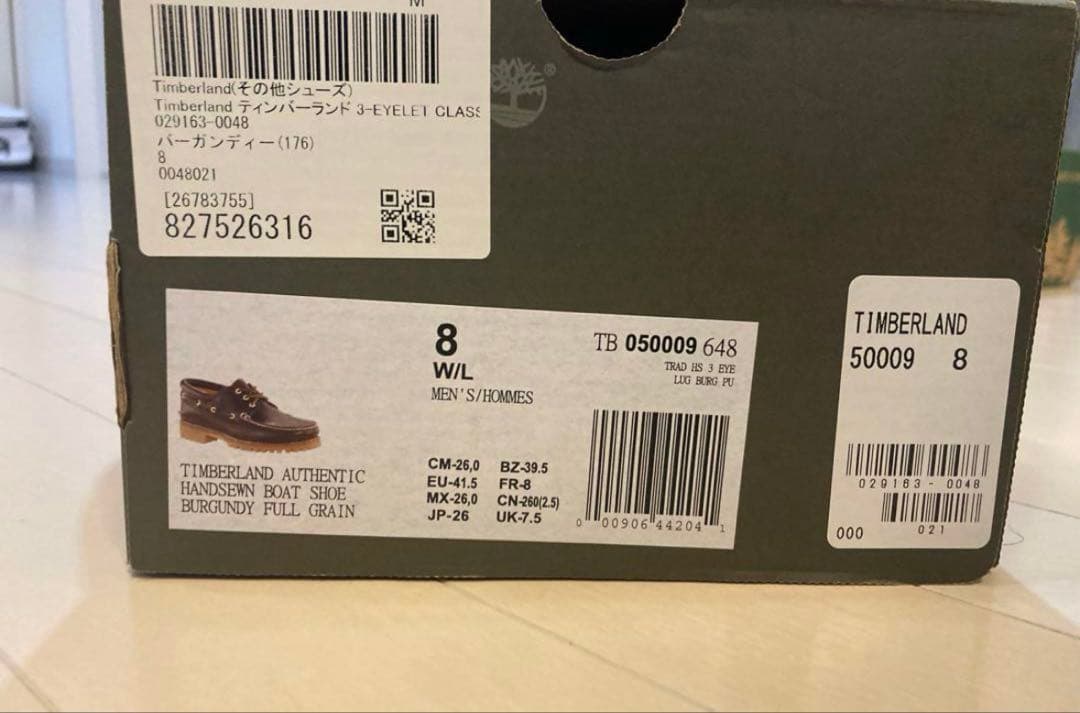 Timberland(その他シューズ)
Timberland ティンバーランド 3-EYELET CLASS
029163-0048
バーガンディー(176)
8
0048021
[26783755]
827526316
®
8
W/L
MEN'S/HOMMES
TB 050009 648
TRAD HS 3 EYE
LUG BURG PU
TIMBERLAND AUTHENTIC
HANDSEWN BOAT SHOE
BURGUNDY FULL GRAIN
CM-26,0 BZ-39.5
EU-41.5 FR-8
MX-26,0 CN-260(2.5)
JP-26 UK-7.5
0 00906 44204 1
TIMBERLAND
50009 8
029163-0048
021
000